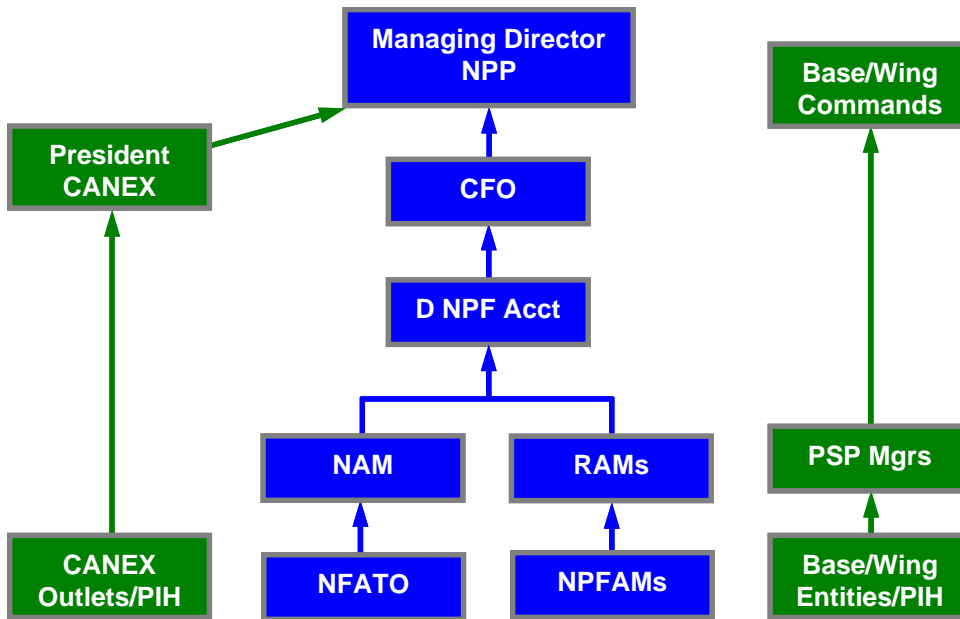 Managing Director
NPP
Base/Wing
Commands
President
CANEX
CFO
D NPF Acct
NAM
RAMs
PSP Mgrs
CANEX
Outlets/PIH
NFATO
NPFAMs
Base/Wing
Entities/PIH